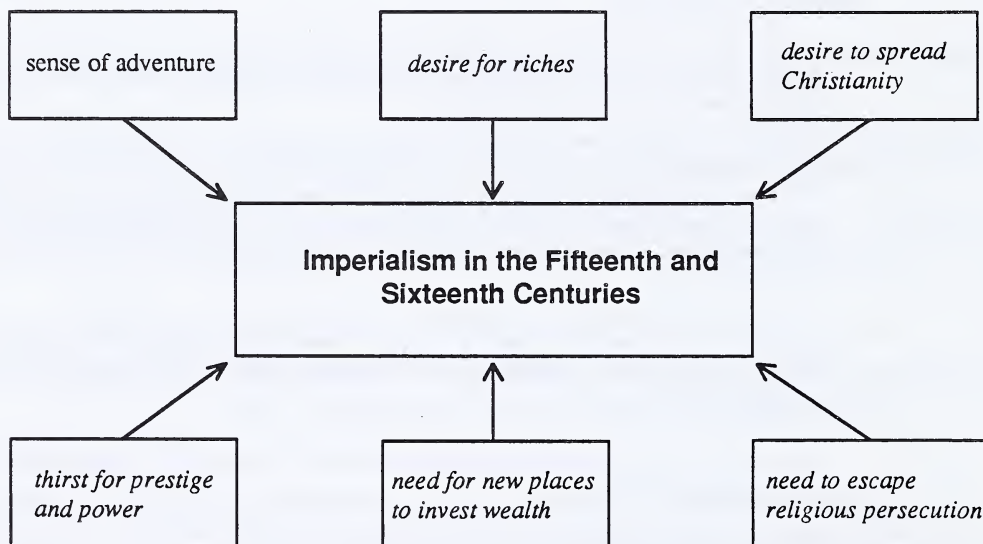 sense of adventure
desire for riches
desire to spread
Christianity
Imperialism in the Fifteenth and
Sixteenth Centuries
thirst for prestige
and power
need for new places
to invest wealth
need to escape
religious persecution